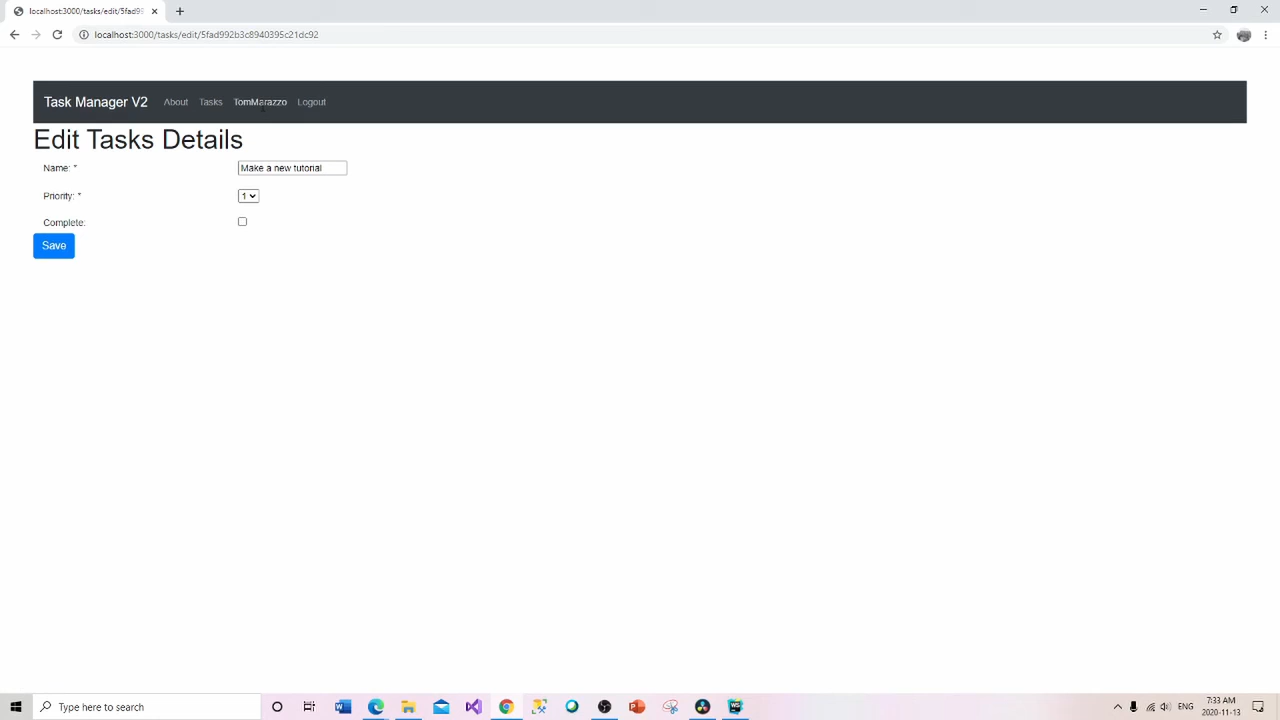 localhost:3000/tasks/edit/5fad9
localhost:3000/tasks/edit/5fad992b3c8940395c21dc92
Task Manager V2 About Tasks TomMarazzo Logout
Edit Tasks Details
Name: * Make a new tutorial
Priority: * 1
Complete:
Save
Type here to search
ENG
7:33 AM
2020-11-13